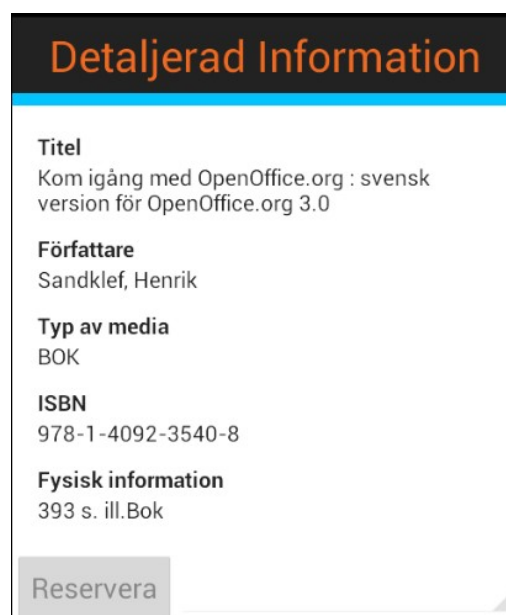 Detaljerad Information
Titel
Kom igång med OpenOffice.org : svensk
version för OpenOffice.org 3.0
Författare
Sandklef, Henrik
Typ av media
BOK
ISBN
978-1-4092-3540-8
Fysisk information
393 s. ill.Bok
Reservera